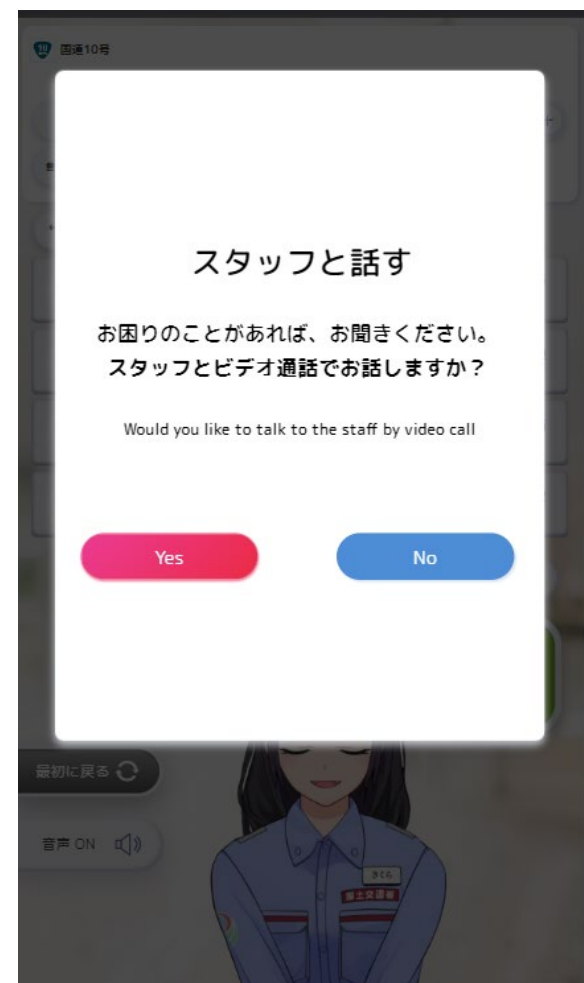 国道10号
スタッフと話す
お困りのことがあれば、お聞きください。
スタッフとビデオ通話でお話しますか？
Would you like to talk to the staff by video call
Yes
No
最初に戻る
音声 ON
さくら
国土交通省